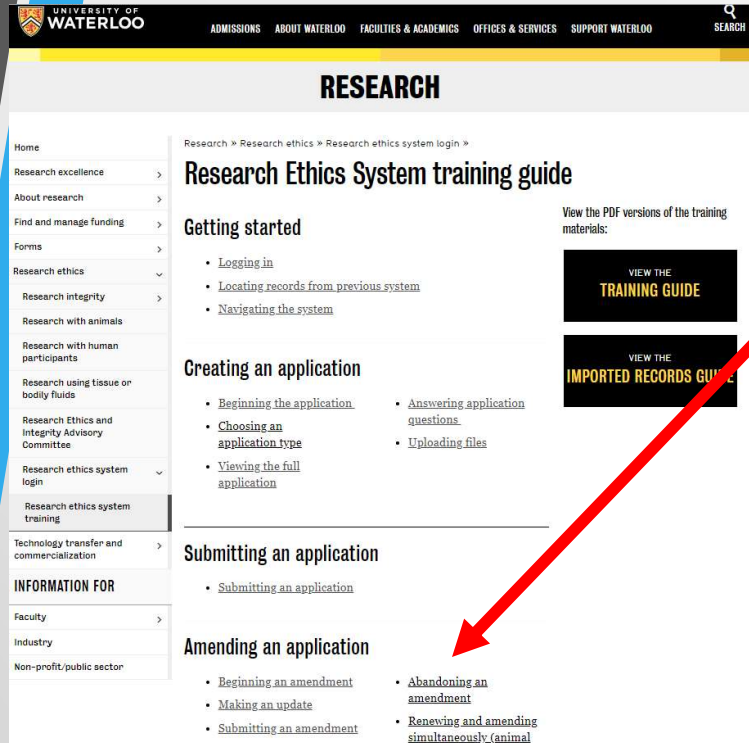 UNIVERSITY OF
WATERLOO
ADMISSIONS ABOUT WATERLOO FACULTIES & ACADEMICS OFFICES & SERVICES SUPPORT WATERLOO
SEARCH
RESEARCH
Home
Research excellence
About research
Find and manage funding
Forms
Research ethics
Research integrity
Research with animals
Research with human
participants
Research using tissue or
bodily fluids
Research Ethics and
Integrity Advisory
Committee
Research ethics system
login
Research ethics system
training
Technology transfer and
commercialization
INFORMATION FOR
Faculty
Industry
Non-profit/public sector
Research » Research ethics » Research ethics system login »
Research Ethics System training guide
Getting started
• Logging in
• Locating records from previous system
• Navigating the system
Creating an application
• Beginning the application
• Choosing an
application type
• Viewing the full
application
• Answering application
questions
• Uploading files
Submitting an application
• Submitting an application
Amending an application
• Beginning an amendment
• Making an update
• Submitting an amendment
• Abandoning an
amendment
• Renewing and amending
simultaneously (animal
View the PDF versions of the training
materials:
VIEW THE
TRAINING GUIDE
VIEW THE
IMPORTED RECORDS GUIDE